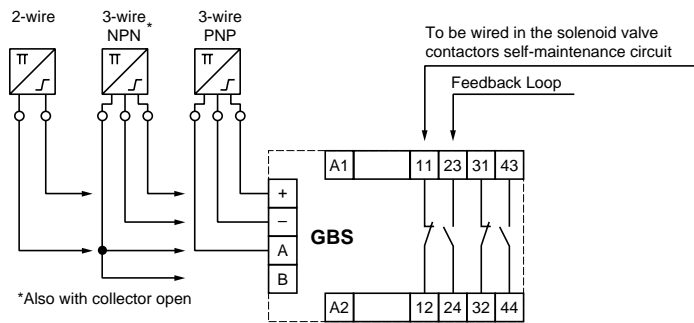 2-wire
3-wire
NPN *
3-wire
PNP
To be wired in the solenoid valve
contactors self-maintenance circuit
Feedback Loop
A1 11 23 31 43
+
–
A
B
GBS
*Also with collector open
A2 12 24 32 44